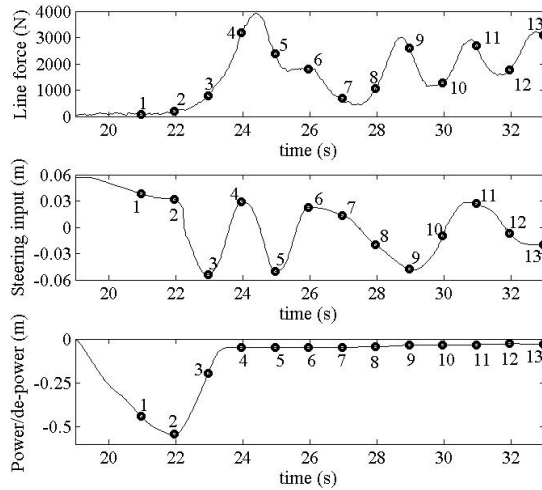 4000
3000
2000
1000
0
Line force (N)
1 2 3 4 5 6 7 8 9 10 11 12 13
20 22 24 26 28 30 32
time (s)
0.06
0.03
0
-0.03
-0.06
Steering input (m)
1 2 3 4 5 6 7 8 9 10 11 12 13
20 22 24 26 28 30 32
time (s)
0
-0.25
-0.5
Power/de-power (m)
1 2 3 4 5 6 7 8 9 10 11 12 13
20 22 24 26 28 30 32
time (s)